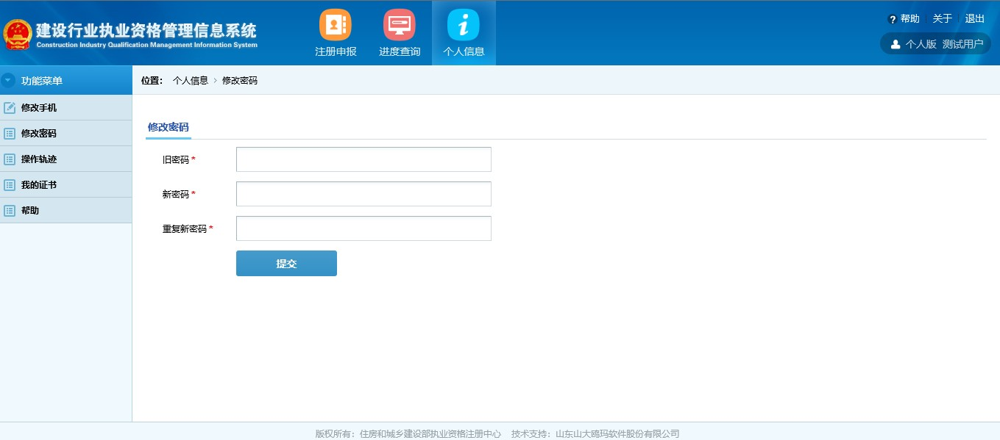 建设行业执业资格管理信息系统
Construction Industry Qualification Management Information System
注册申报 进度查询 个人信息
? 帮助 关于 退出
个人版 测试用户
功能菜单
修改手机
修改密码
操作轨迹
我的证书
帮助
位置： 个人信息 › 修改密码
修改密码
旧密码*
新密码*
重复新密码*
提交
版权所有：住房和城乡建设部执业资格注册中心 技术支持：山东山大鸥玛软件股份有限公司